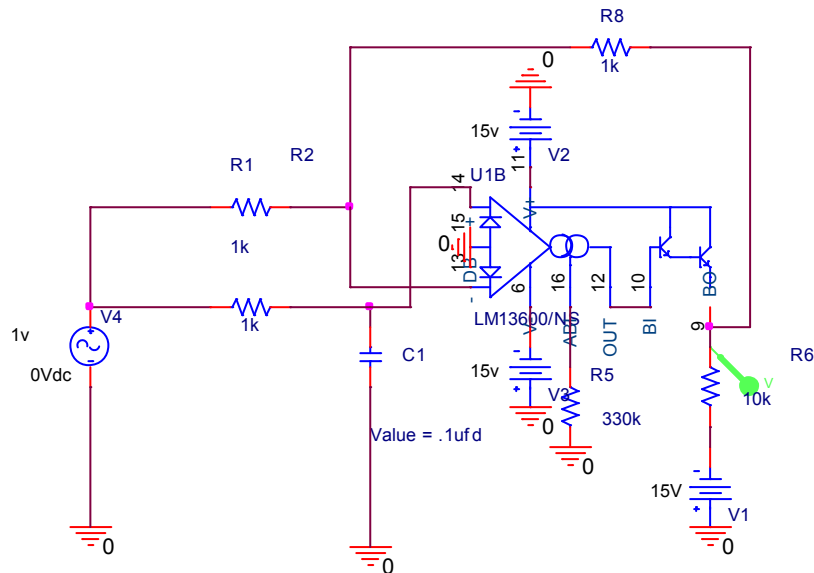 R8
1k
0
15v
V2
11
R1
R2
U1B
14
1k
15
+
V+
0
13
DB
-
6
16
12
10
BO
V4
1k
LM13600/NS
OUT
BI
9
1v
0Vdc
C1
15v
V3
R5
R6
330k
10k
V
Value = .1ufd
0
0
15V
V1
0
0
0